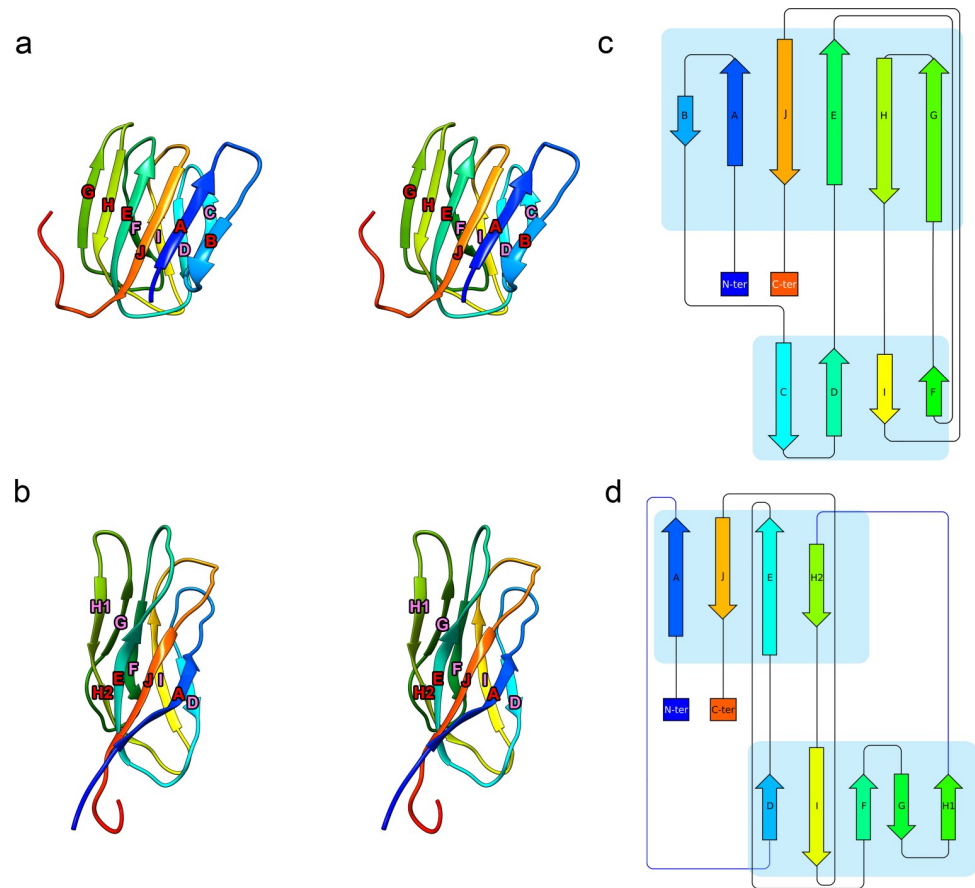 a
G H E F I A C
J D B
G H E F I A C
J D B
c
B A J E H G
N-ter C-ter
C D I F
b
H1
G
F
H2 E J I A D
H1
G
F
H2 E J I A D
d
A J E H2
N-ter C-ter
D I F G H1